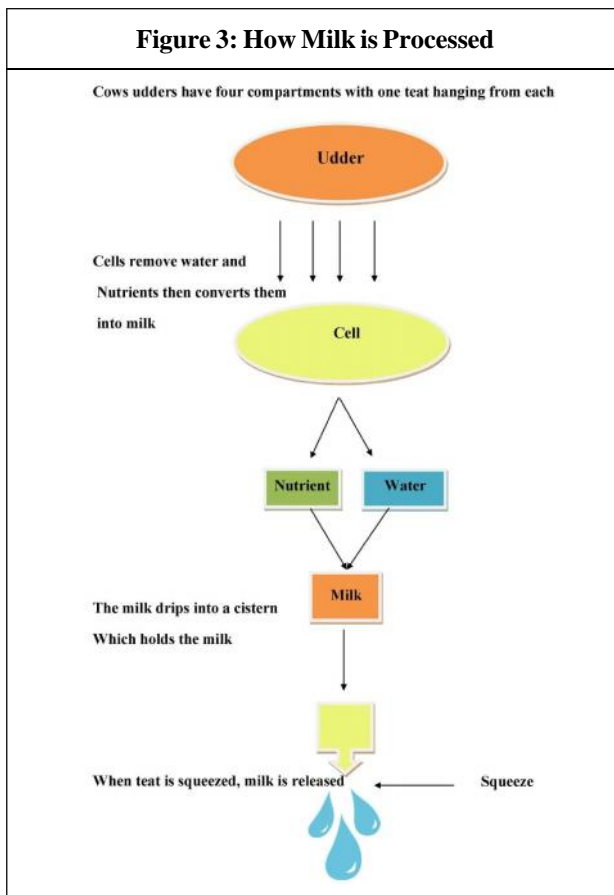 Figure 3: How Milk is Processed
Cows udders have four compartments with one teat hanging from each
Udder
Cells remove water and
Nutrients then converts them
into milk
Cell
Nutrient
Water
Milk
The milk drips into a cistern
Which holds the milk
When teat is squeezed, milk is released
Squeeze